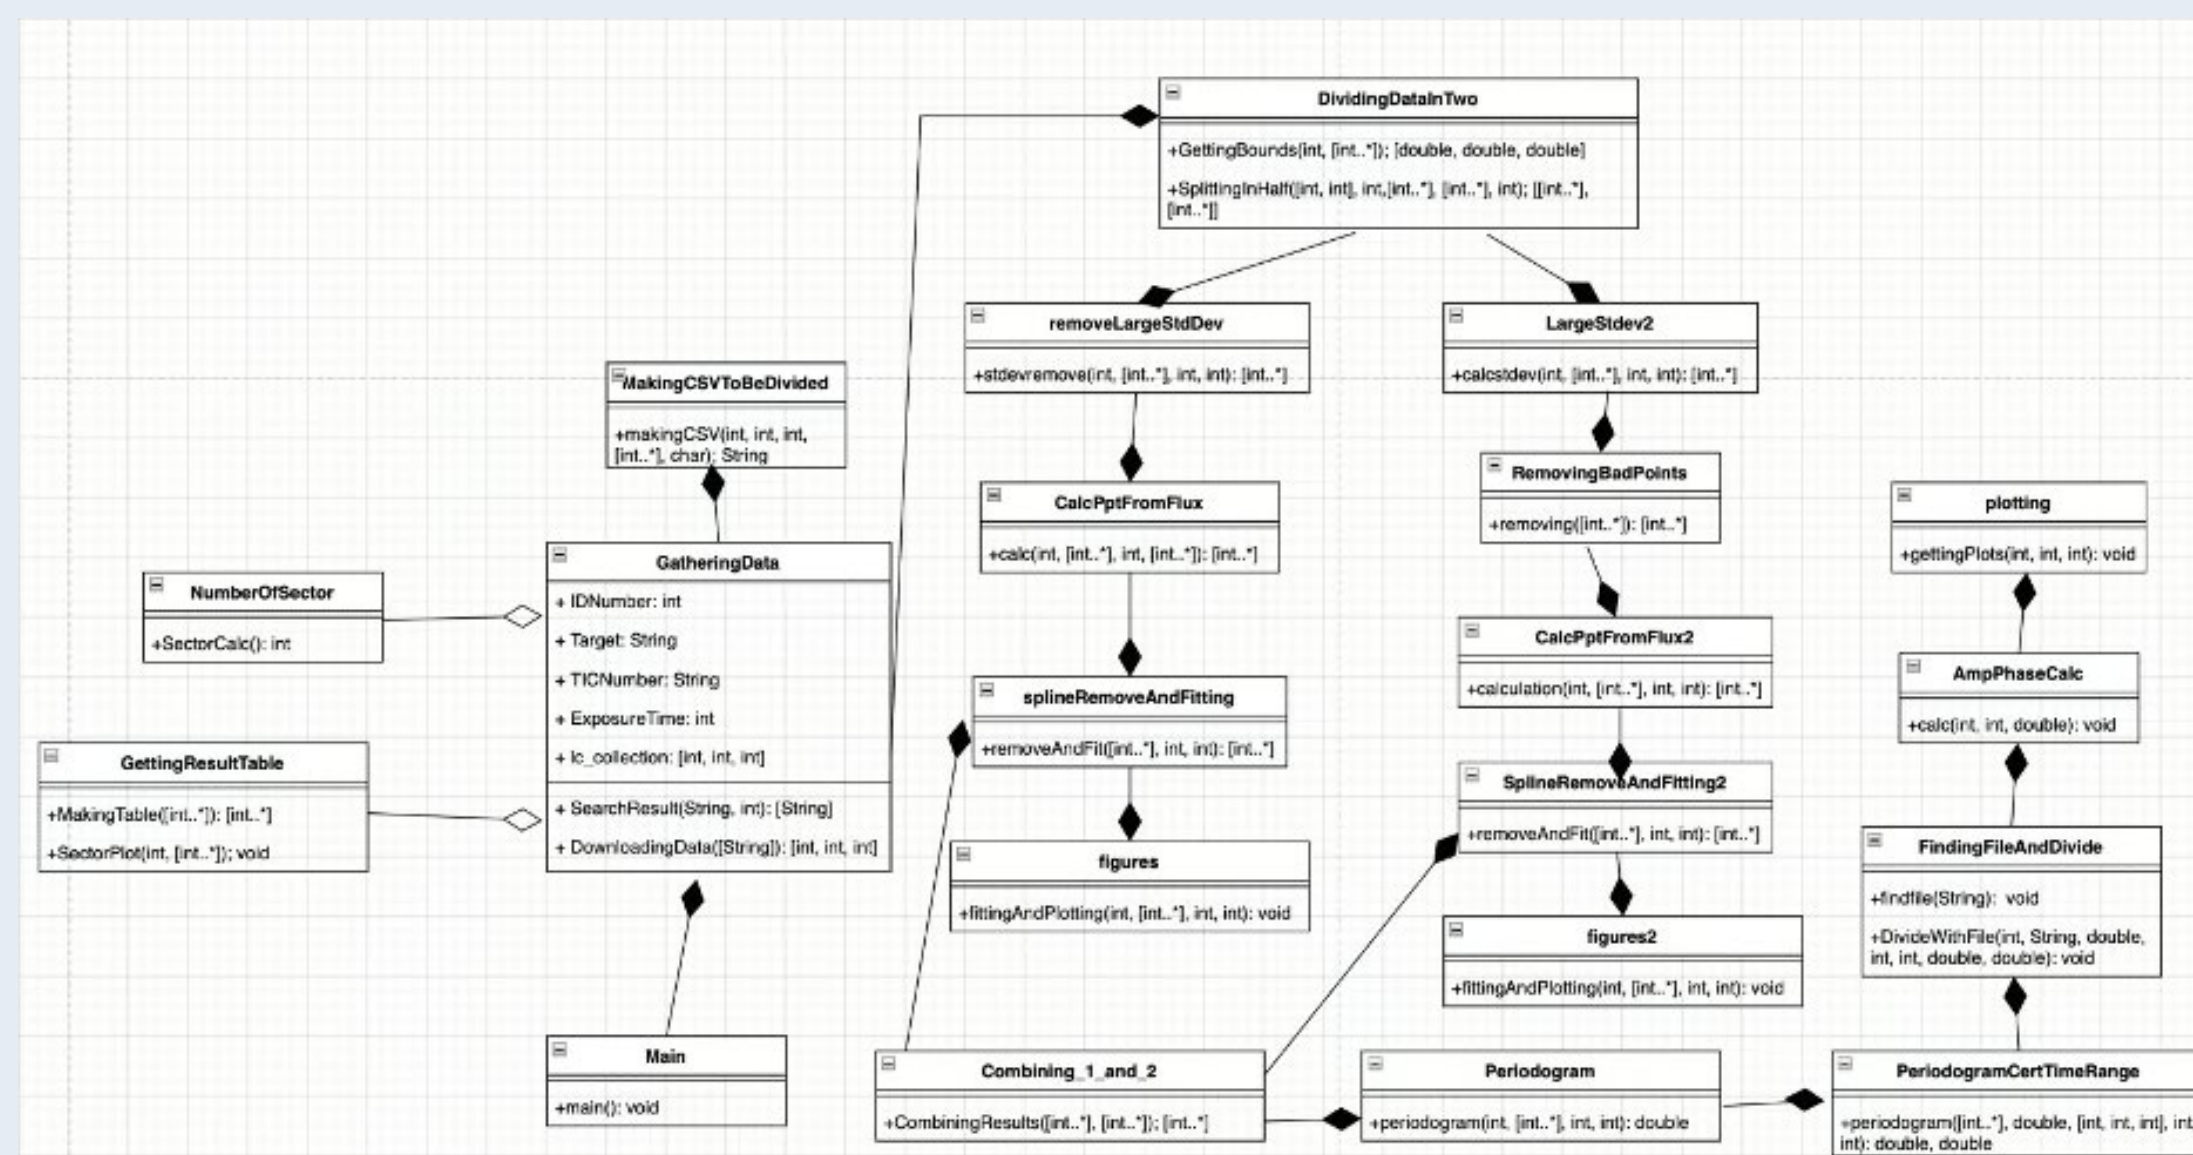 DividingDataInTwo
+GettingBounds(int, [int..*]); [double, double, double]
+SplittingInHalf([int, int], int,[int..*], [int..*], int); [[int..*],
[int..*]]
removeLargeStdDev
+stdevremove(int, [int..*], int, int): [int..*]
LargeStdev2
+calcstdev(int, [int..*], int, int): [int..*]
MakingCSVToBeDivided
+makingCSV(int, int, int,
[int..*], char); String
CalcPptFromFlux
+calc(int, [int..*], int, [int..*]): [int..*]
RemovingBadPoints
+removing([int..*]): [int..*]
plotting
+gettingPlots(int, int, int): void
NumberOfSector
+SectorCalc(): int
GatheringData
+ IDNumber: int
+ Target: String
+ TICNumber: String
+ ExposureTime: int
+ lc_collection: [int, int, int]
+ SearchResult(String, int): [String]
+ DownloadingData([String]): [int, int, int]
CalcPptFromFlux2
+calculation(int, [int..*], int, int): [int..*]
AmpPhaseCalc
+calc(int, int, double): void
splineRemoveAndFitting
+removeAndFit([int..*], int, int): [int..*]
GettingResultTable
+MakingTable([int..*]): [int..*]
+SectorPlot(int, [int..*]); void
SplineRemoveAndFitting2
+removeAndFit([int..*], int, int): [int..*]
figures
+fittingAndPlotting(int, [int..*], int, int): void
FindingFileAndDivide
+findfile(String): void
+DivideWithFile(int, String, double,
int, int, double, double): void
figures2
+fittingAndPlotting(int, [int..*], int, int): void
Main
+main(): void
Combining_1_and_2
+CombiningResults([int..*], [int..*]); [int..*]
Periodogram
+periodogram(int, [int..*], int, int): double
PeriodogramCertTimeRange
+periodogram([int..*], double, [int, int, int], int
int): double, double